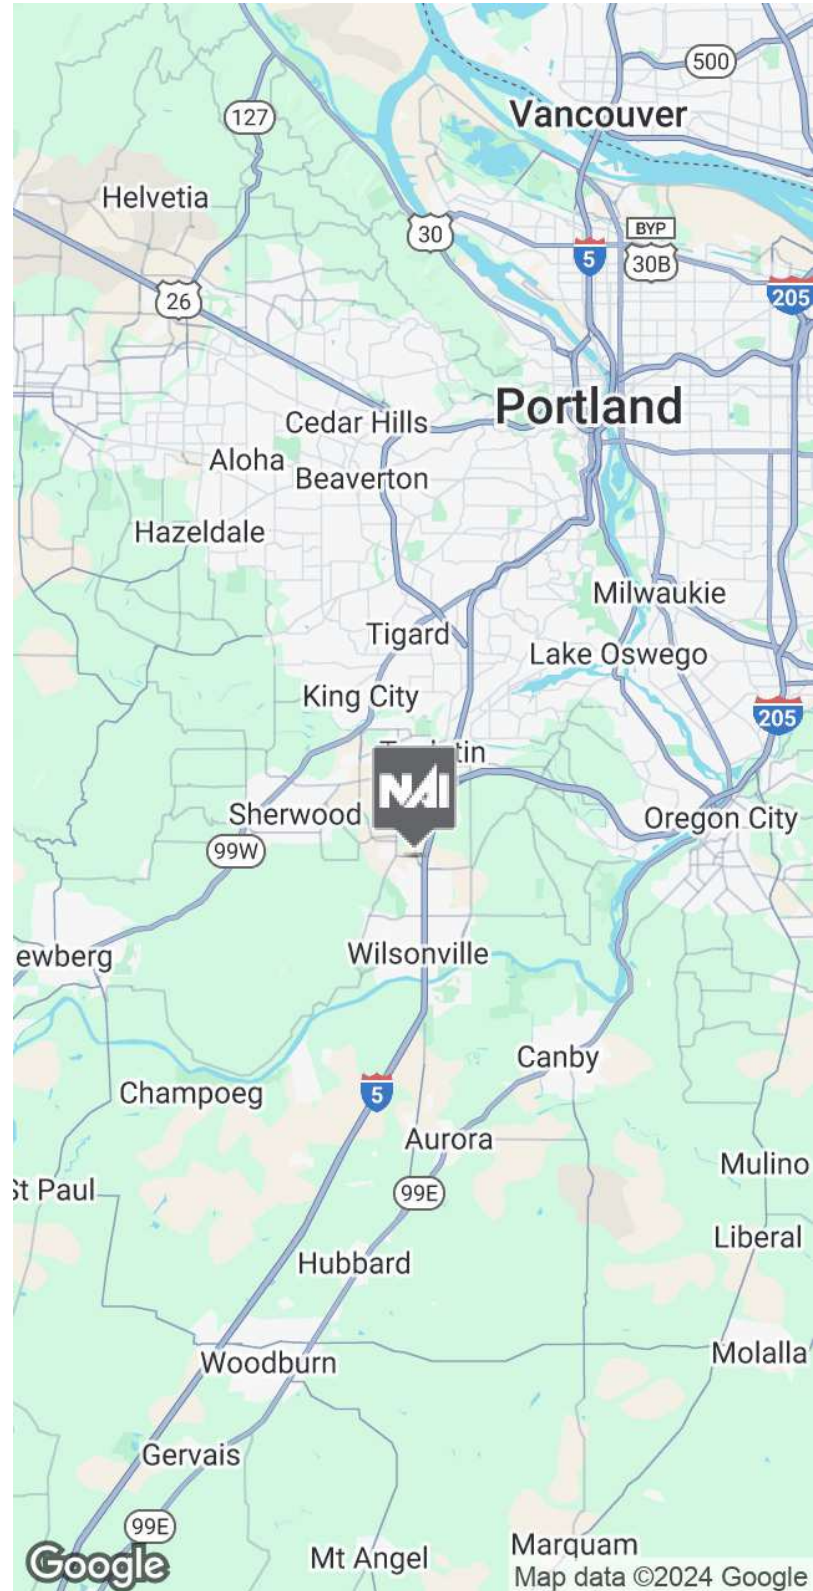 500
Vancouver
127
Helvetia
BYP
30
5
30B
26
205
Portland
Cedar Hills
Aloha
Beaverton
Hazeldale
Milwaukie
Tigard
Lake Oswego
King City
205
tin
NAI
Sherwood
Oregon City
99W
Wilsonville
ewberg
Canby
5
Champoeg
Aurora
Mulino
St Paul
99E
Liberal
Hubbard
Molalla
Woodburn
Gervais
99E
Marquam
Mt Angel
Google
Map data ©2024 Google